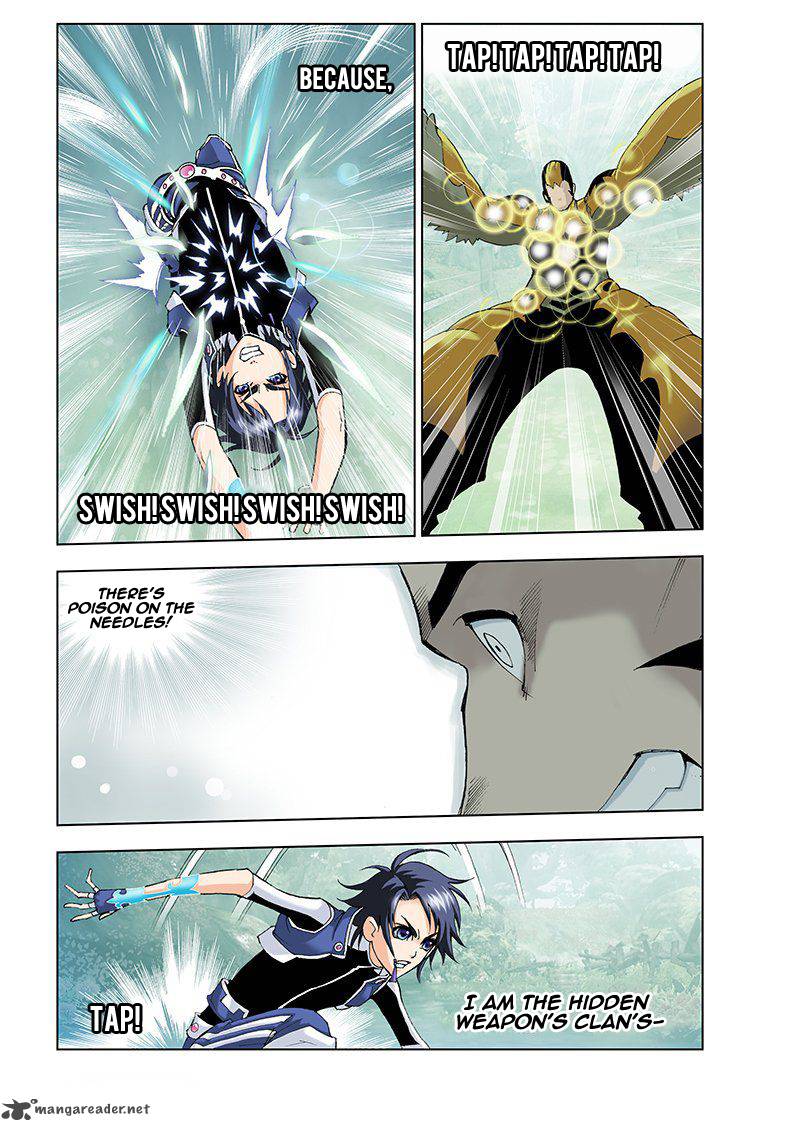 BECAUSE,
SWISH! SWISH! SWISH! SWISH!
TAP! TAP! TAP! TAP!
THERE'S
POISON ON THE
NEEDLES!
TAP!
I AM THE HIDDEN
WEAPON'S CLAN'S-
mangareader.net